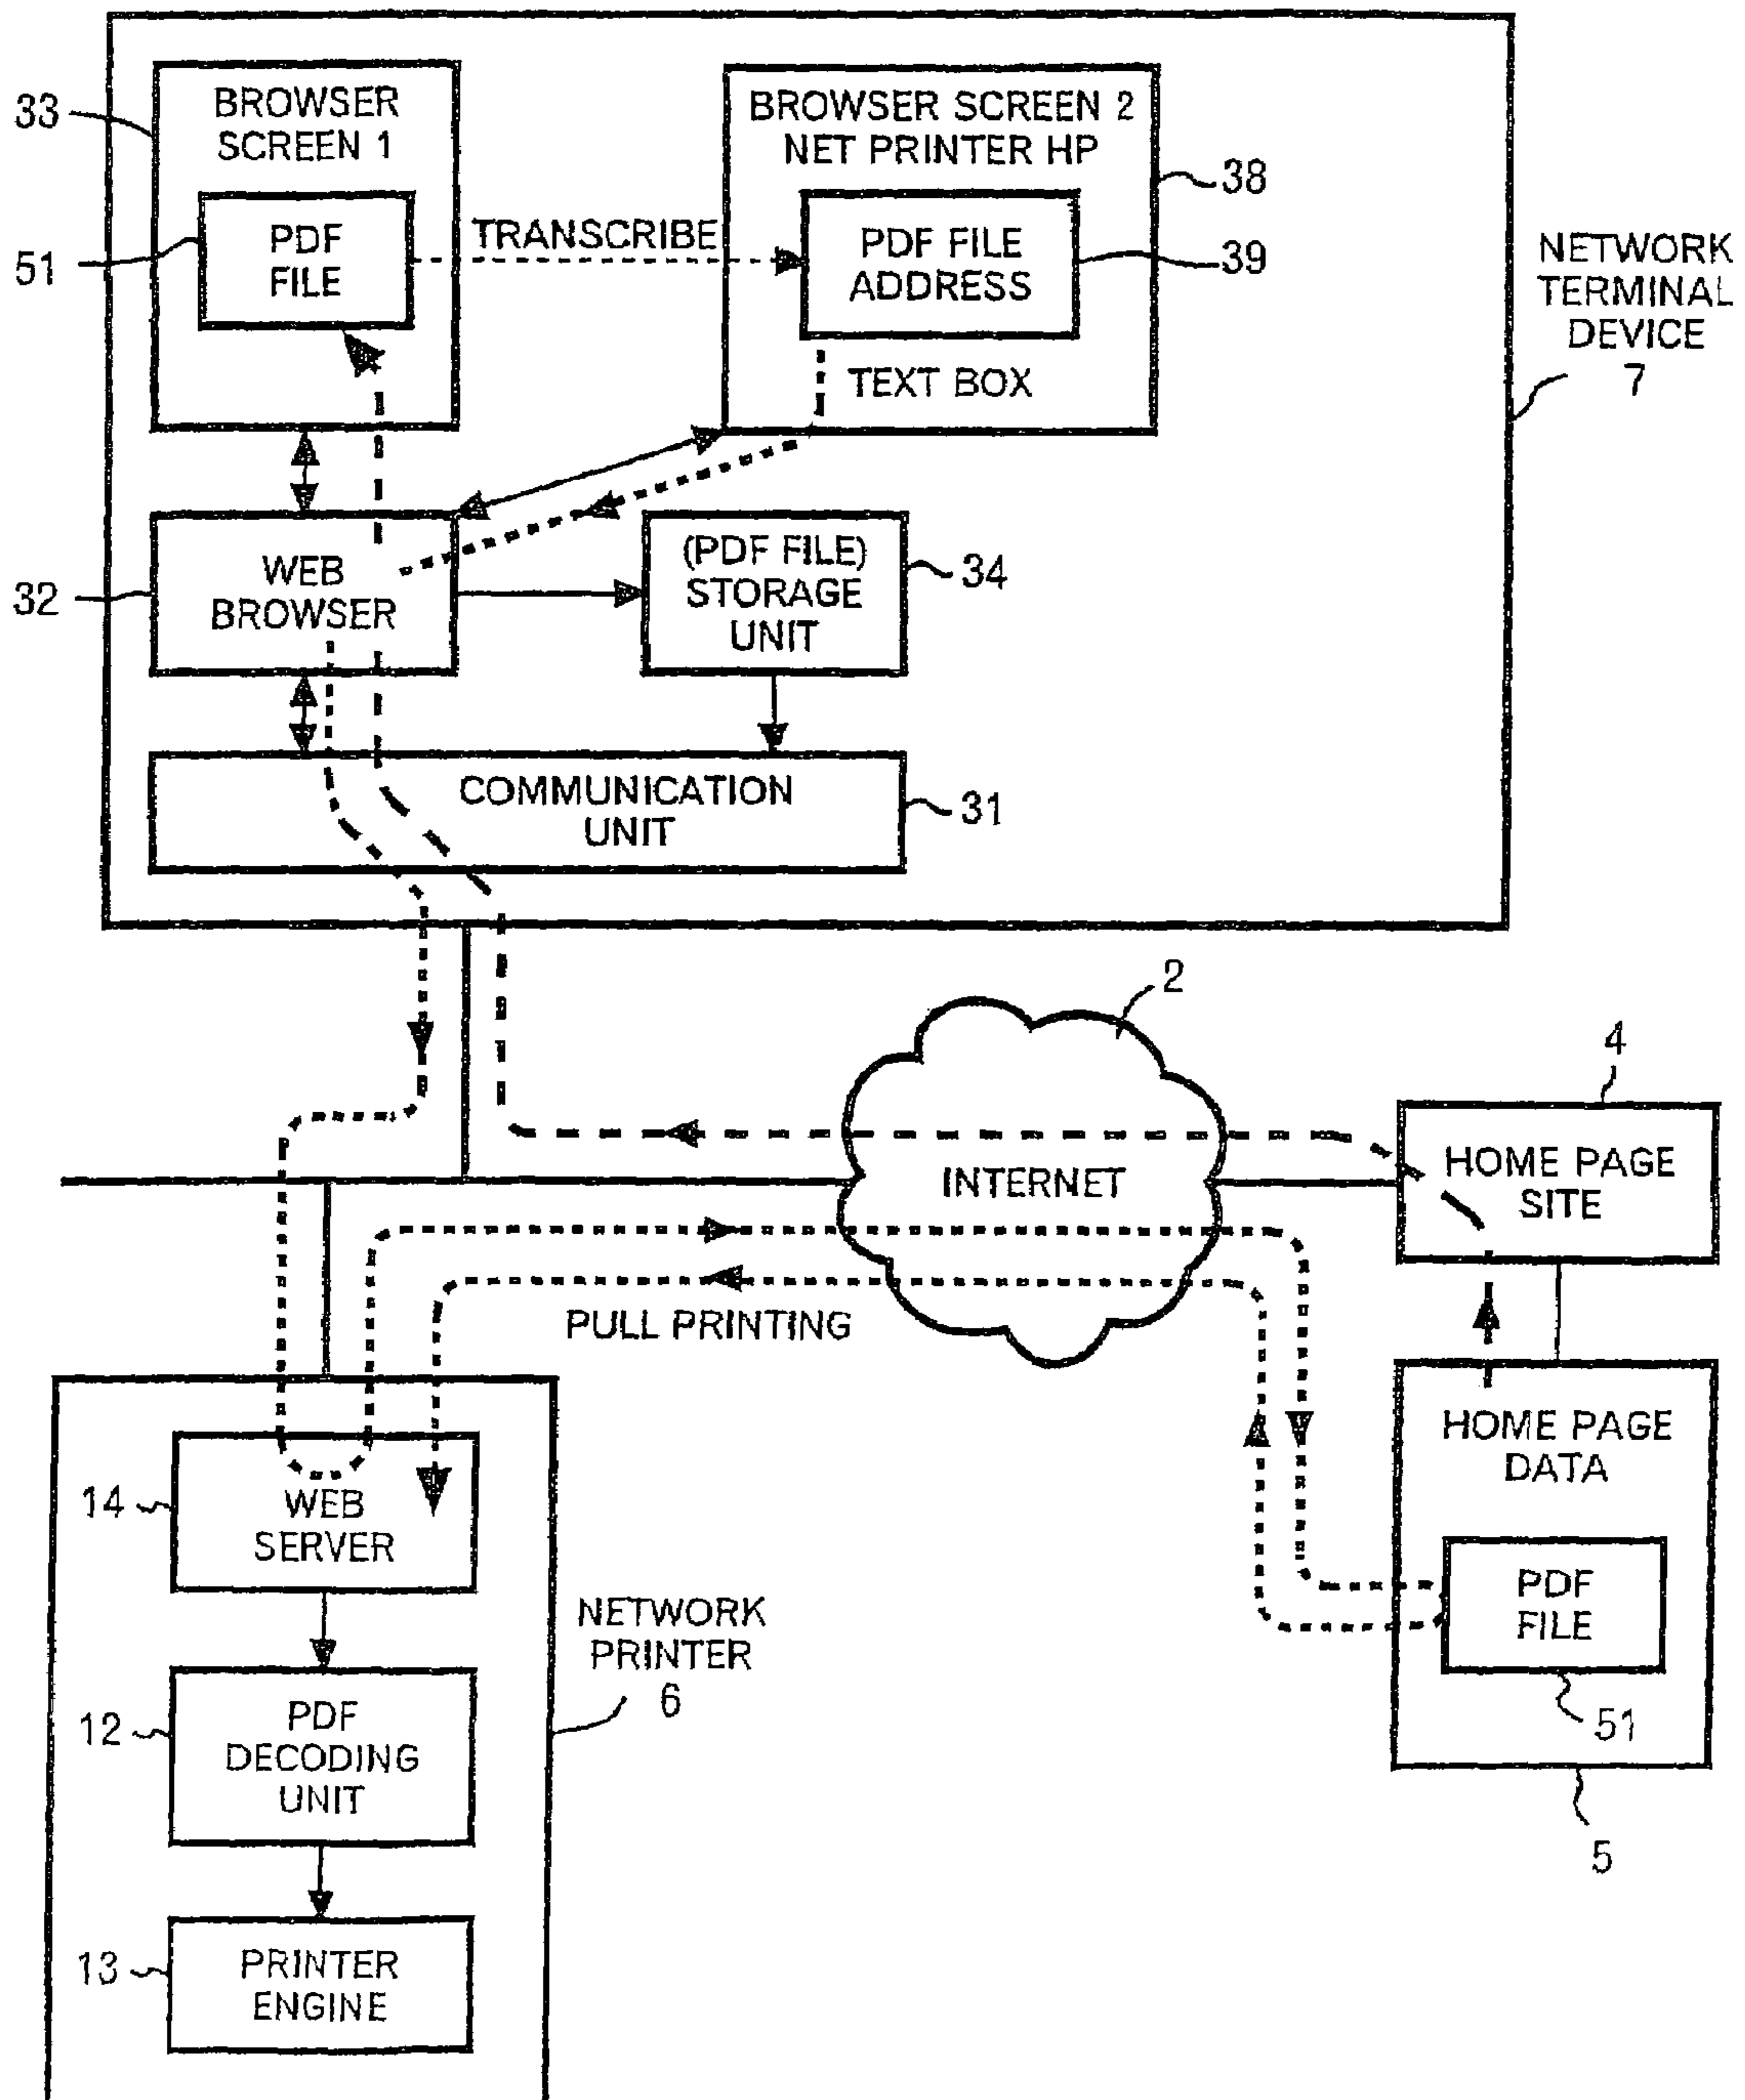 33
BROWSER
SCREEN 1
51
PDF
FILE
TRANSCRIBE
BROWSER SCREEN 2
NET PRINTER HP
38
PDF FILE
ADDRESS
39
TEXT BOX
NETWORK
TERMINAL
DEVICE
7
32
WEB
BROWSER
(PDF FILE)
STORAGE
UNIT
34
COMMUNICATION
UNIT
31
2
INTERNET
4
HOME PAGE
SITE
PULL PRINTING
HOME PAGE
DATA
PDF
FILE
51
5
14
WEB
SERVER
NETWORK
PRINTER
6
12
PDF
DECODING
UNIT
13
PRINTER
ENGINE